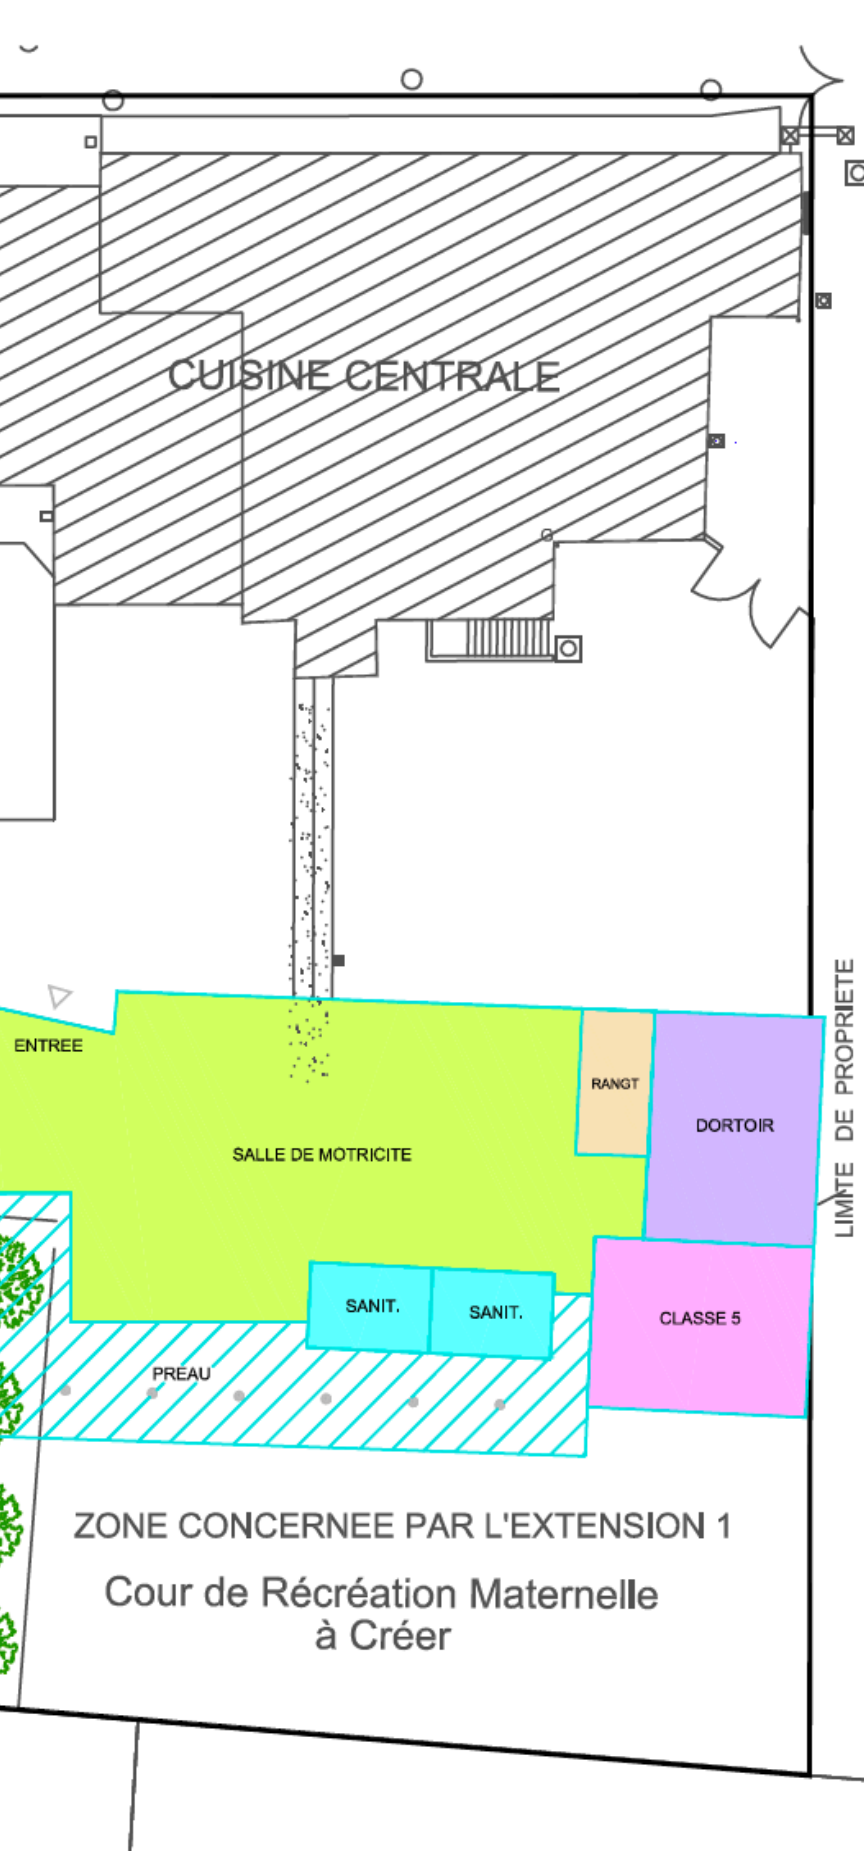 CUISINE CENTRALE
LIMITE DE PROPRIETE
ENTREE
RANGT
DORTOIR
SALLE DE MOTRICITE
SANIT.
SANIT.
CLASSE 5
PREAU
ZONE CONCERNEE PAR L'EXTENSION 1
Cour de Récréation Maternelle
à Créer